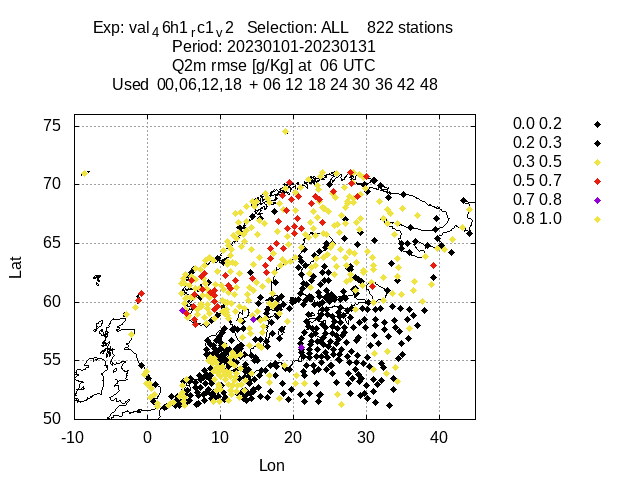 Exp: val₄6h1ᵣc1ᵥ2 Selection: ALL 822 stations
Period: 20230101-20230131
Q2m rmse [g/Kg] at 06 UTC
Used 00,06,12,18 + 06 12 18 24 30 36 42 48
0.0 0.2
0.2 0.3
0.3 0.5
0.5 0.7
0.7 0.8
0.8 1.0
75
70
65
60
55
50
Lat
-10 0 10 20 30 40
Lon